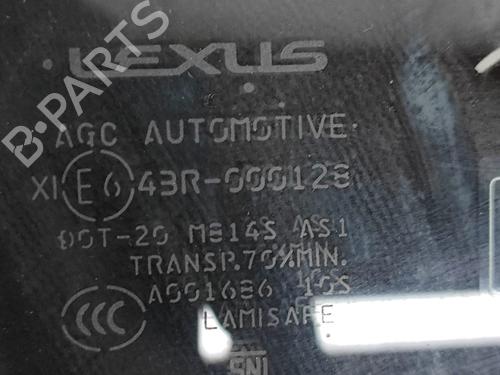 LEXUS
B-PARTS
AGC AUTOMOTIVE
XI E6 43R-000128
DOT-20 M814S AS1
TRANSP.70%MIN.
A001686 10S
CCC
LAMISAFE
SNI